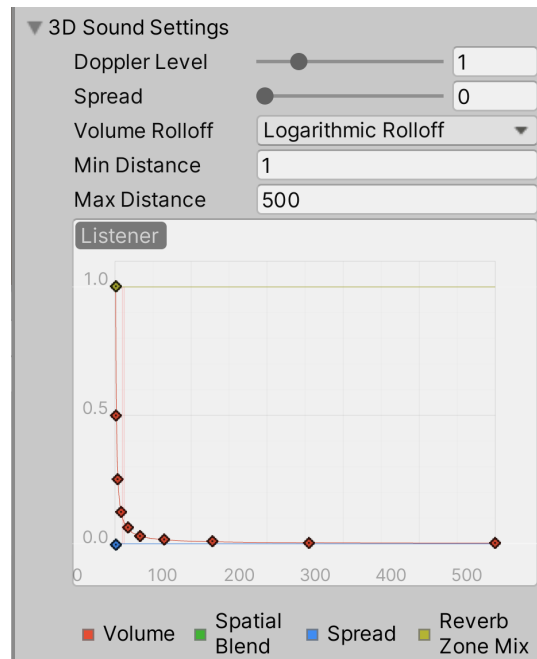 3D Sound Settings
Doppler Level 1
Spread 0
Volume Rolloff Logarithmic Rolloff
Min Distance 1
Max Distance 500
Listener
1.0
0.5
0.0
0 100 200 300 400 500
Volume Spatial Blend Spread Reverb Zone Mix